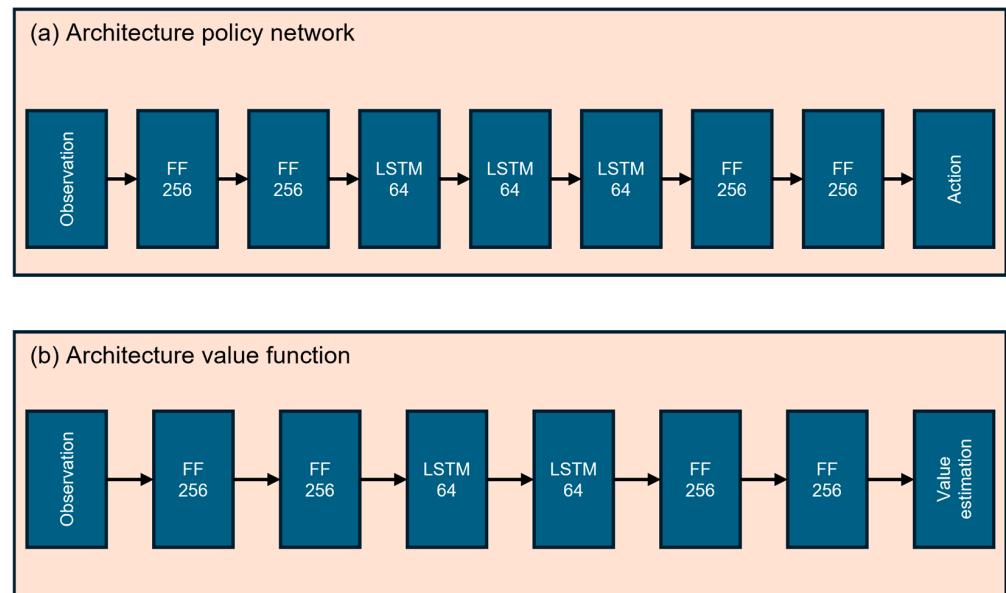 (a) Architecture policy network
Observation
FF
256
FF
256
LSTM
64
LSTM
64
LSTM
64
FF
256
FF
256
Action
(b) Architecture value function
Observation
FF
256
FF
256
LSTM
64
LSTM
64
FF
256
FF
256
Value
estimation